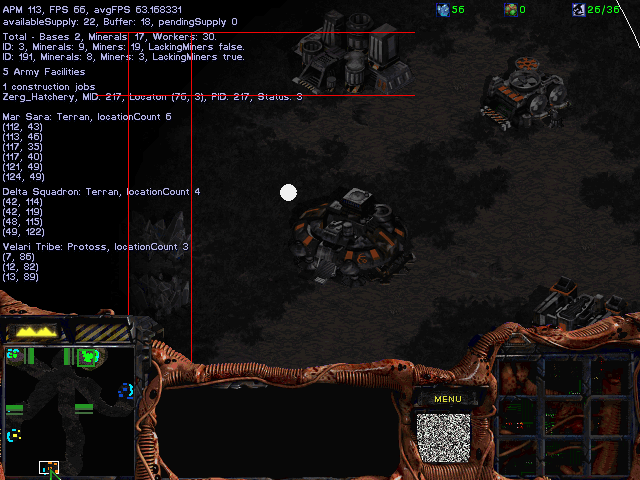 APM 113, FPS 66, avgFPS 63.168331
availableSupply: 22, Buffer: 18, pendingSupply 0
56
0
26/36
Total - Bases 2, Minerals 17, Workers: 30.
ID: 3, Minerals: 9, Miners: 19, LackingMiners false.
ID: 191, Minerals: 8, Miners: 3, LackingMiners true.
5 Army Facilities
1 construction jobs
Zerg_Hatchery, MID: 217, Locaton (76, 3), PID: 217, Status: 3
Mar Sara: Terran, locationCount 6
(112, 43)
(113, 46)
(117, 35)
(117, 40)
(121, 49)
(124, 49)
Delta Squadron: Terran, locationCount 4
(42, 114)
(42, 119)
(48, 115)
(49, 122)
Velari Tribe: Protoss, locationCount 3
(7, 86)
(12, 82)
(13, 89)
MENU